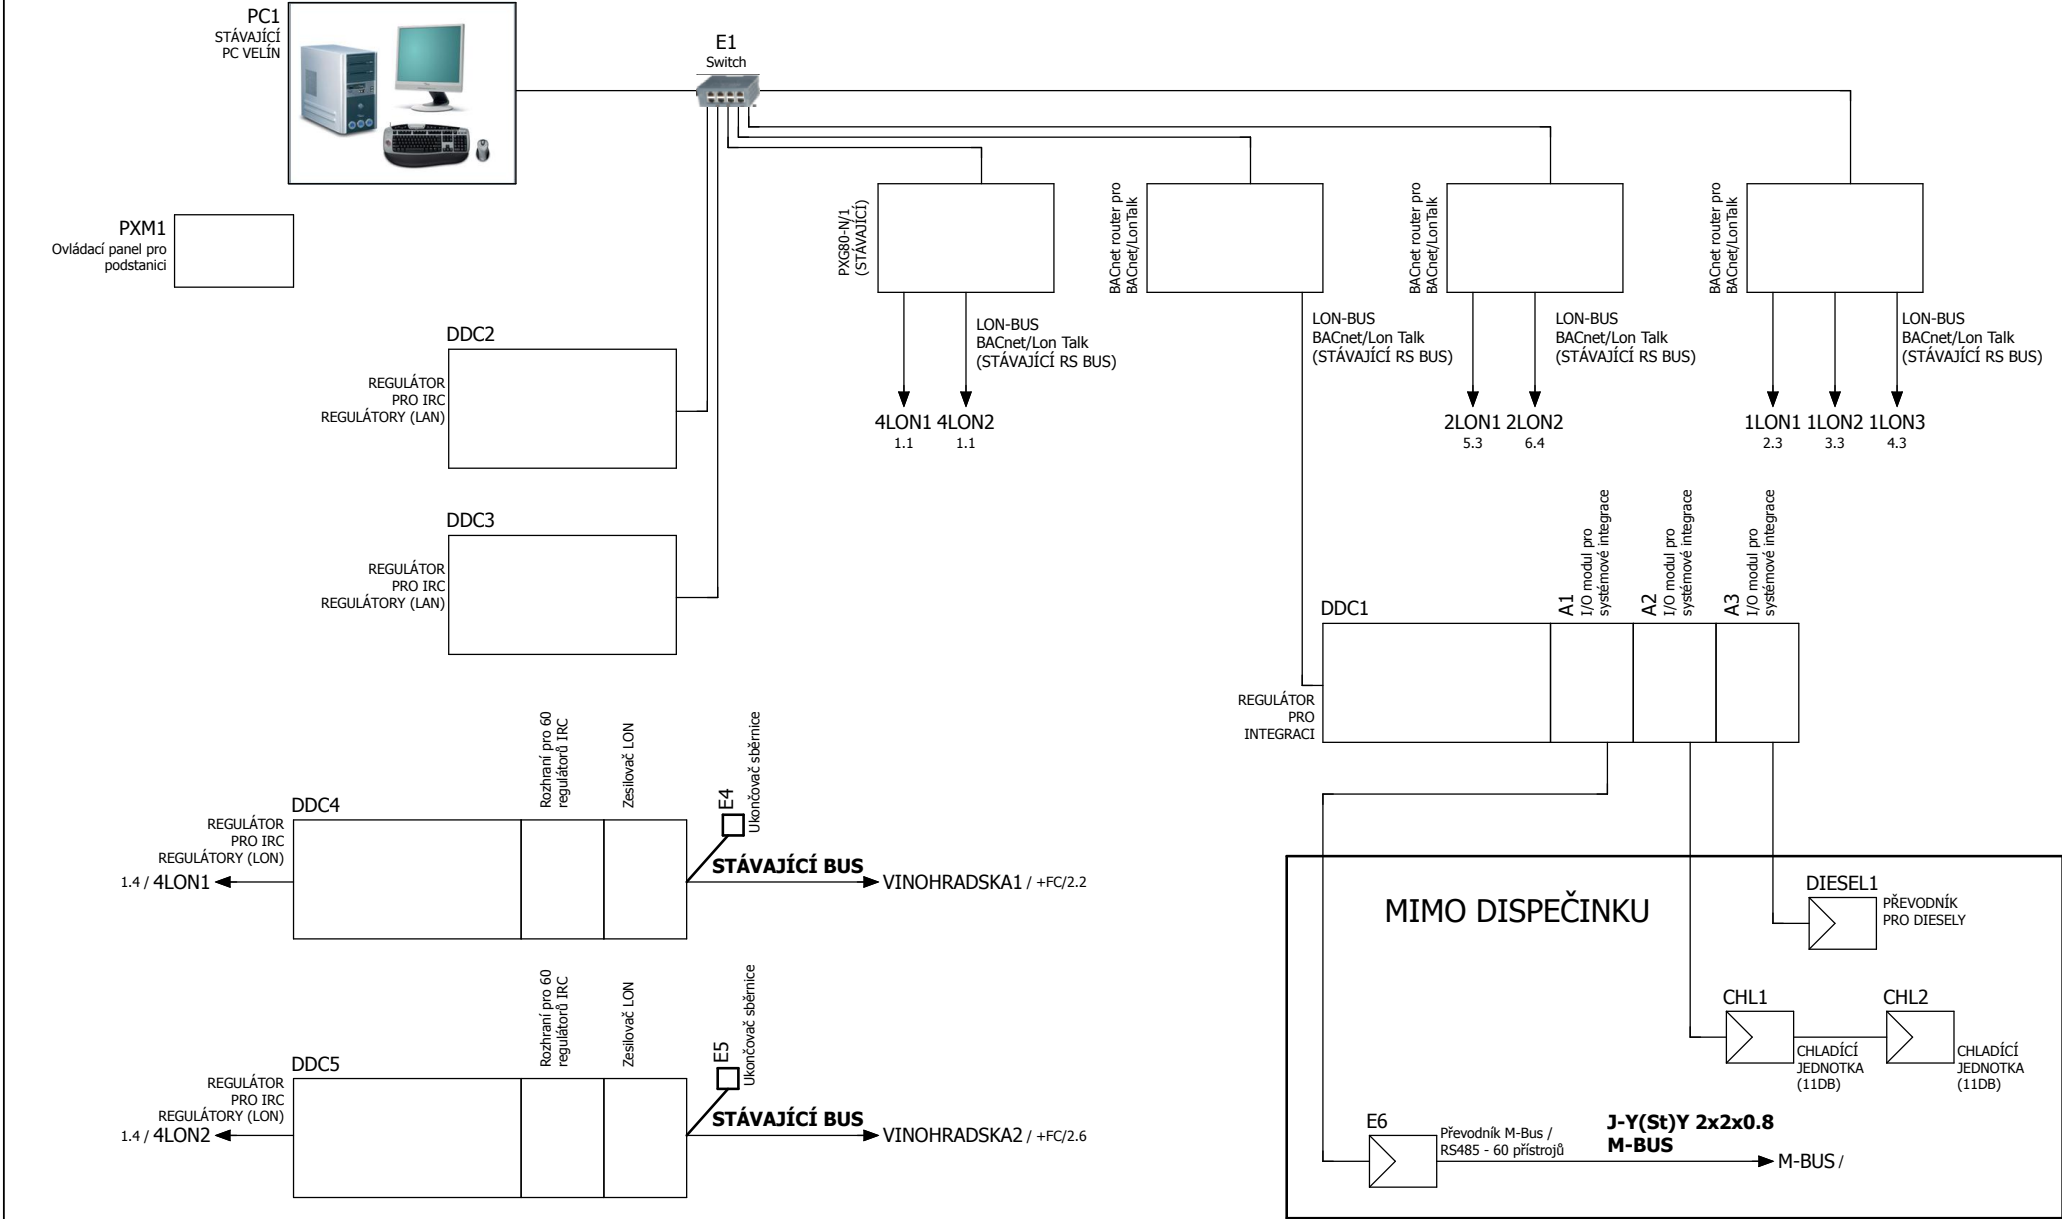 PC1
STÁVAJÍCÍ
PC VELÍN
E1
Switch
PXM1
Ovládací panel pro
podstanici
PXG80-N/1
(STÁVAJÍCÍ)
BACnet router pro
BACnet/LonTalk
BACnet router pro
BACnet/LonTalk
BACnet router pro
BACnet/LonTalk
LON-BUS
BACnet/Lon Talk
(STÁVAJÍCÍ RS BUS)
LON-BUS
BACnet/Lon Talk
(STÁVAJÍCÍ RS BUS)
LON-BUS
BACnet/Lon Talk
(STÁVAJÍCÍ RS BUS)
LON-BUS
BACnet/Lon Talk
(STÁVAJÍCÍ RS BUS)
4LON1 4LON2
1.1 1.1
2LON1 2LON2
5.3 6.4
1LON1 1LON2 1LON3
2.3 3.3 4.3
DDC2
REGULÁTOR
PRO IRC
REGULÁTORY (LAN)
DDC3
REGULÁTOR
PRO IRC
REGULÁTORY (LAN)
DDC1
REGULÁTOR
PRO
INTEGRACI
A1
I/O modul pro
systémové integrace
A2
I/O modul pro
systémové integrace
A3
I/O modul pro
systémové integrace
DDC4
REGULÁTOR
PRO IRC
REGULÁTORY (LON)
1.4 / 4LON1
Rozhraní pro 60
regulátorů IRC
Zesilovač LON
E4
Ukončovač sběrnice
STÁVAJÍCÍ BUS
VINOHRADSKA1 / +FC/2.2
DDC5
REGULÁTOR
PRO IRC
REGULÁTORY (LON)
1.4 / 4LON2
Rozhraní pro 60
regulátorů IRC
Zesilovač LON
E5
Ukončovač sběrnice
STÁVAJÍCÍ BUS
VINOHRADSKA2 / +FC/2.6
MIMO DISPEČINKU
DIESEL1
PŘEVODNÍK
PRO DIESELY
CHL1
CHLADÍCÍ
JEDNOTKA
(11DB)
CHL2
CHLADÍCÍ
JEDNOTKA
(11DB)
E6
Převodník M-Bus /
RS485 - 60 přístrojů
J-Y(St)Y 2x2x0.8
M-BUS
M-BUS /